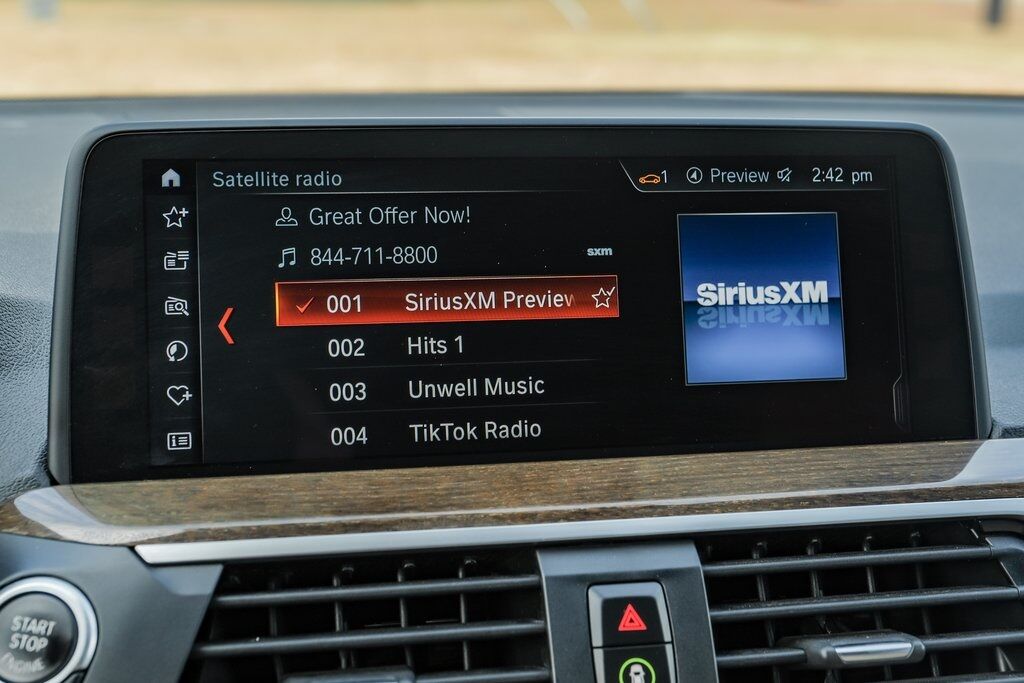 Satellite radio
1 Preview 2:42 pm
Great Offer Now!
844-711-8800 sxm
001 SiriusXM Preview
002 Hits 1
003 Unwell Music
004 TikTok Radio
SiriusXM
START
STOP